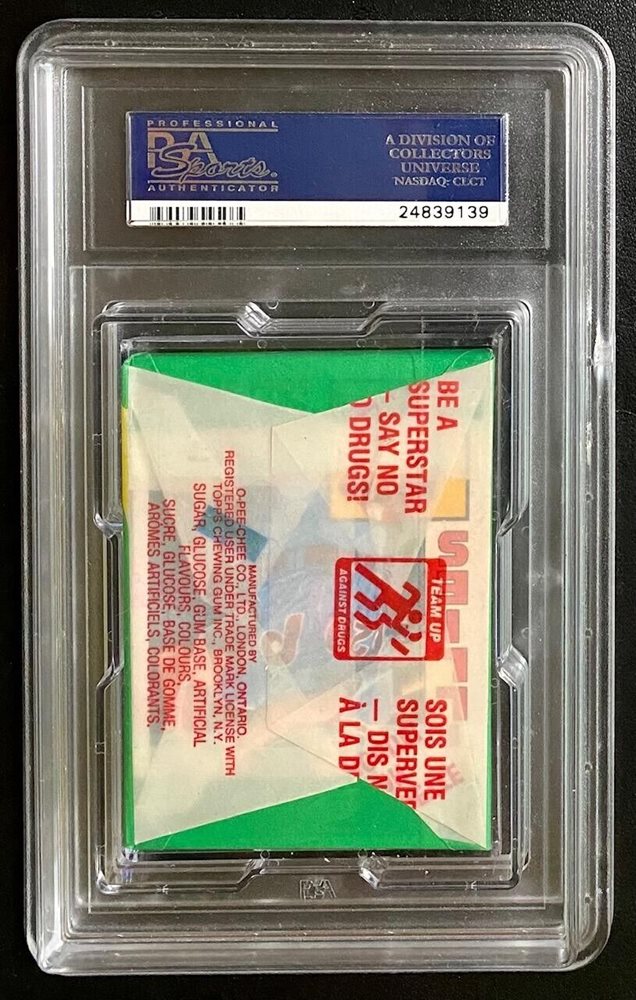 PROFESSIONAL
PSA
Sports.
AUTHENTICATOR
A DIVISION OF
COLLECTORS
UNIVERSE
NASDAQ: CLCT
24839139
BE A
SUPERSTAR
— SAY NO
O DRUGS!
TEAM UP
AGAINST DRUGS
SOIS UNE
SUPERVE
— DIS N
À LA D
MANUFACTURED BY
O-PEE-CHEE CO., LTD., LONDON, ONTARIO.
REGISTERED USER UNDER TRADE MARK LICENSE WITH
TOPPS CHEWING GUM INC., BROOKLYN, N.Y.
SUGAR, GLUCOSE, GUM BASE, ARTIFICIAL
FLAVOURS, COLOURS.
SUCRE, GLUCOSE, BASE DE GOMME,
AROMES ARTIFICIELS, COLORANTS.
PSA